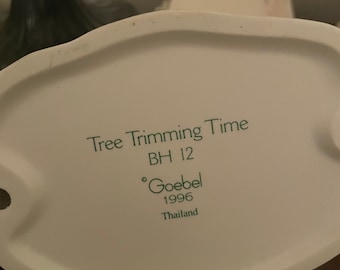 Tree Trimming Time
BH 12
© Goebel
1996
Thailand